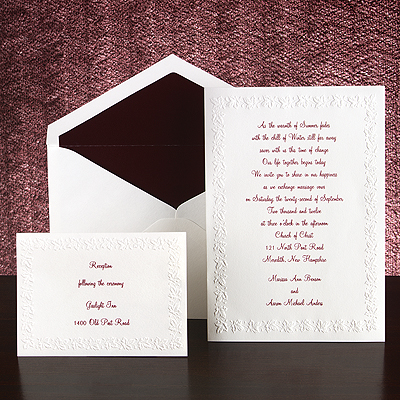 As the warmth of Summer fades
with the chill of Winter still far away
savor with us this time of change
Our life together begins today
We invite you to share in our happiness
as we exchange marriage vows
on Saturday, the twenty-second of September
Two thousand and twelve
at three o'clock in the afternoon
Church of Christ
121 North Port Road
Meredith, New Hampshire
Marissa Ann Benson
and
Aaron Michael Anders
Reception
following the ceremony
Gaslight Inn
1400 Old Post Road